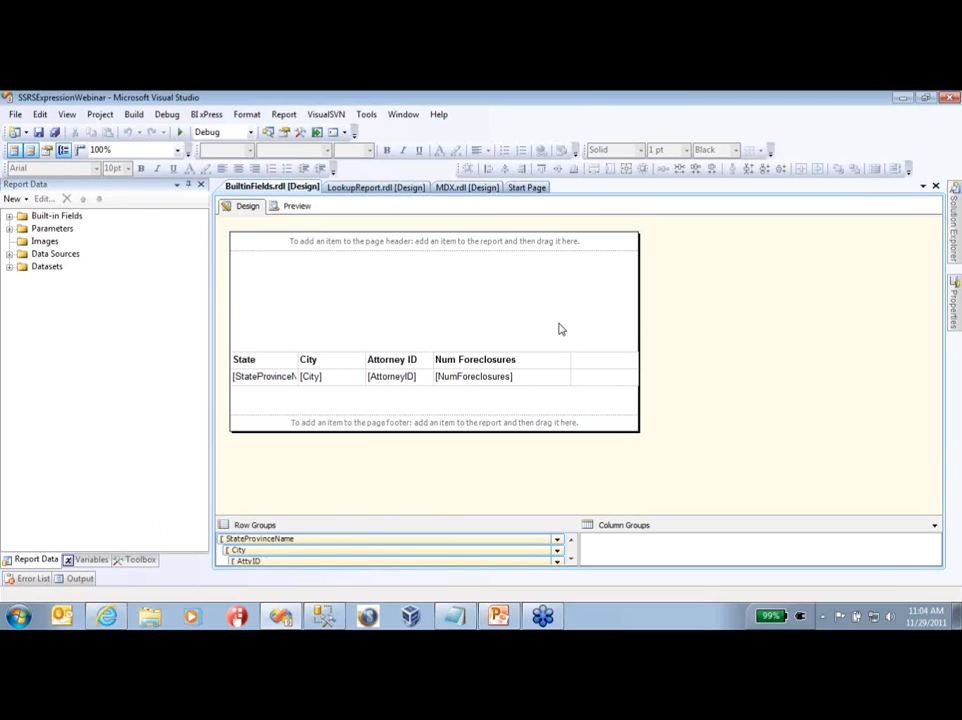 SSRSExpressionWebinar - Microsoft Visual Studio
File Edit View Project Build Debug BI xPress Format Report VisualSVN Tools Window Help
Debug
100% Solid 1 pt Black
Arial 10pt B I U
Report Data
BuiltinFields.rdl [Design] LookupReport.rdl [Design] MDX.rdl [Design] Start Page
New Edit...
Design Preview
Built-in Fields
Parameters
Images
Data Sources
Datasets
To add an item to the page header: add an item to the report and then drag it here.
State City Attorney ID Num Foreclosures
[StateProvinceN [City] [AttorneyID] [NumForeclosures]
To add an item to the page footer: add an item to the report and then drag it here.
Row Groups Column Groups
StateProvinceName
City
AttyID
Report Data Variables Toolbox
Error List Output
Solution Explorer
Properties
99% 11:04 AM
11/29/2011